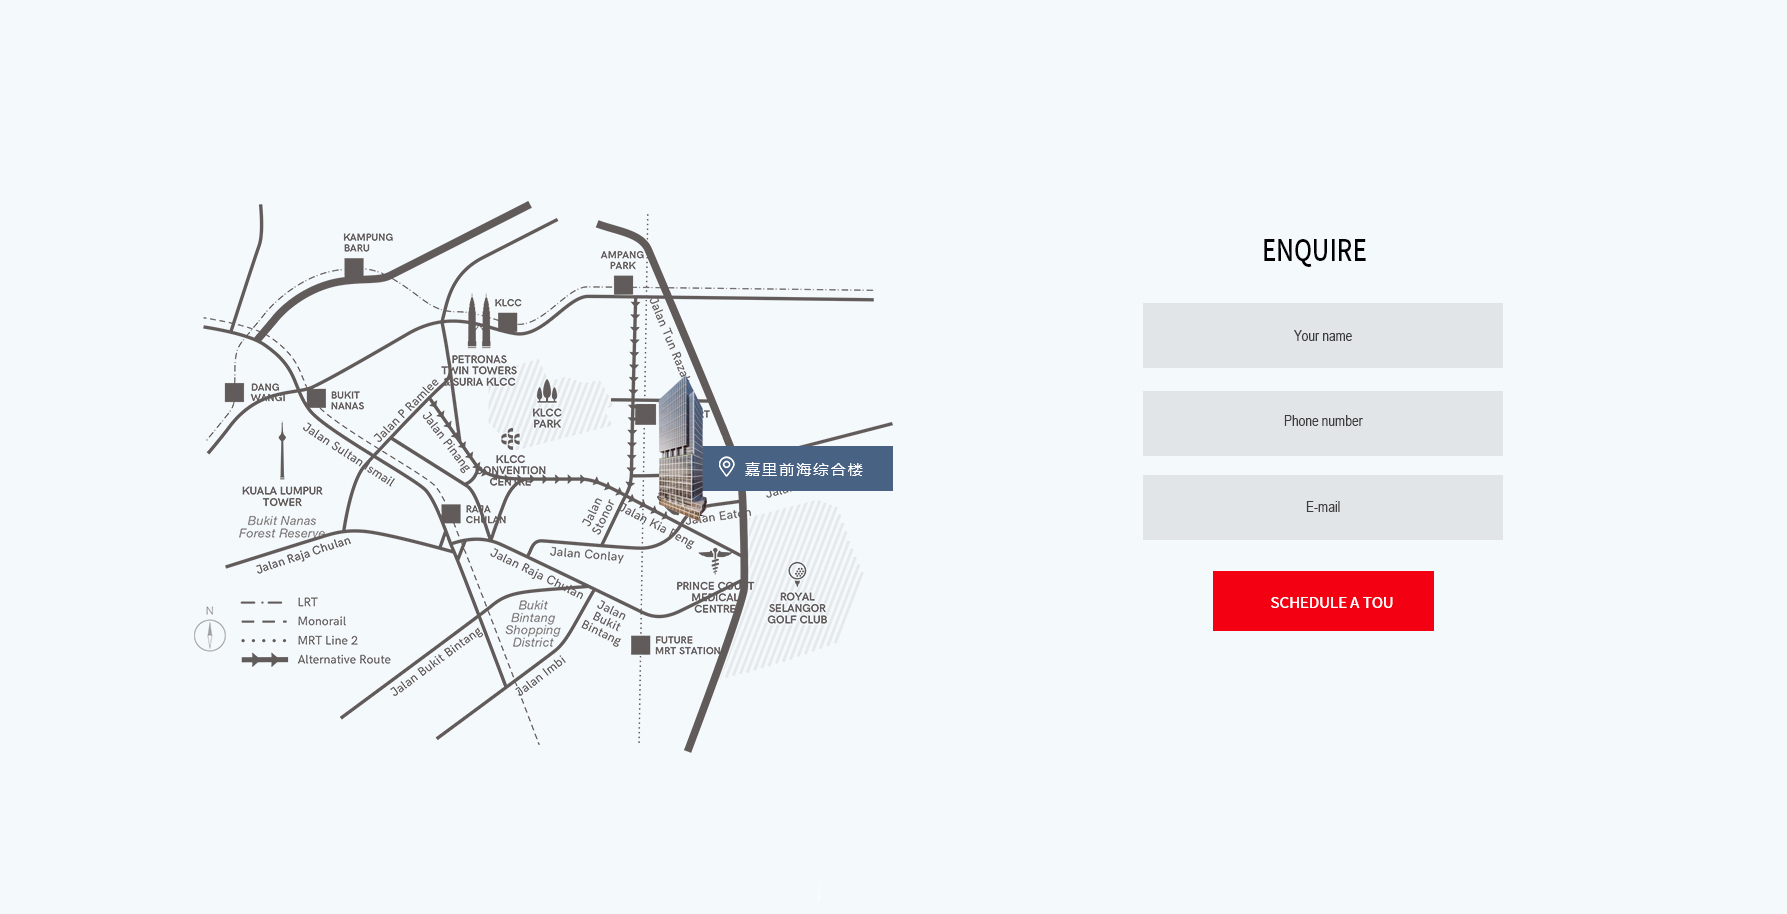 KAMPUNG
BARU
AMPANG
PARK
KLCC
Jalan Tun Razak
PETRONAS
TWIN TOWERS
& SURIA KLCC
DANG
WANGI
BUKIT
NANAS
Jalan P Ramlee
Jalan Pinang
KLCC
PARK
KLCC
CONVENTION
CENTRE
Jalan Sultan Ismail
嘉里前海综合楼
KUALA LUMPUR
TOWER
Bukit Nanas
Forest Reserve
RAJA
CHULAN
Jalan
Stonor
Jalan Kia Peng
Jalan Eaton
Jalan Raja Chulan
Jalan Raja Chulan
Jalan Conlay
PRINCE COURT
MEDICAL
CENTRE
ROYAL
SELANGOR
GOLF CLUB
Bukit
Bintang
Shopping
District
Jalan
Bukit
Bintang
Jalan Bukit Bintang
Jalan Imbi
FUTURE
MRT STATION
N
LRT
Monorail
MRT Line 2
Alternative Route
ENQUIRE
Your name
Phone number
E-mail
SCHEDULE A TOU